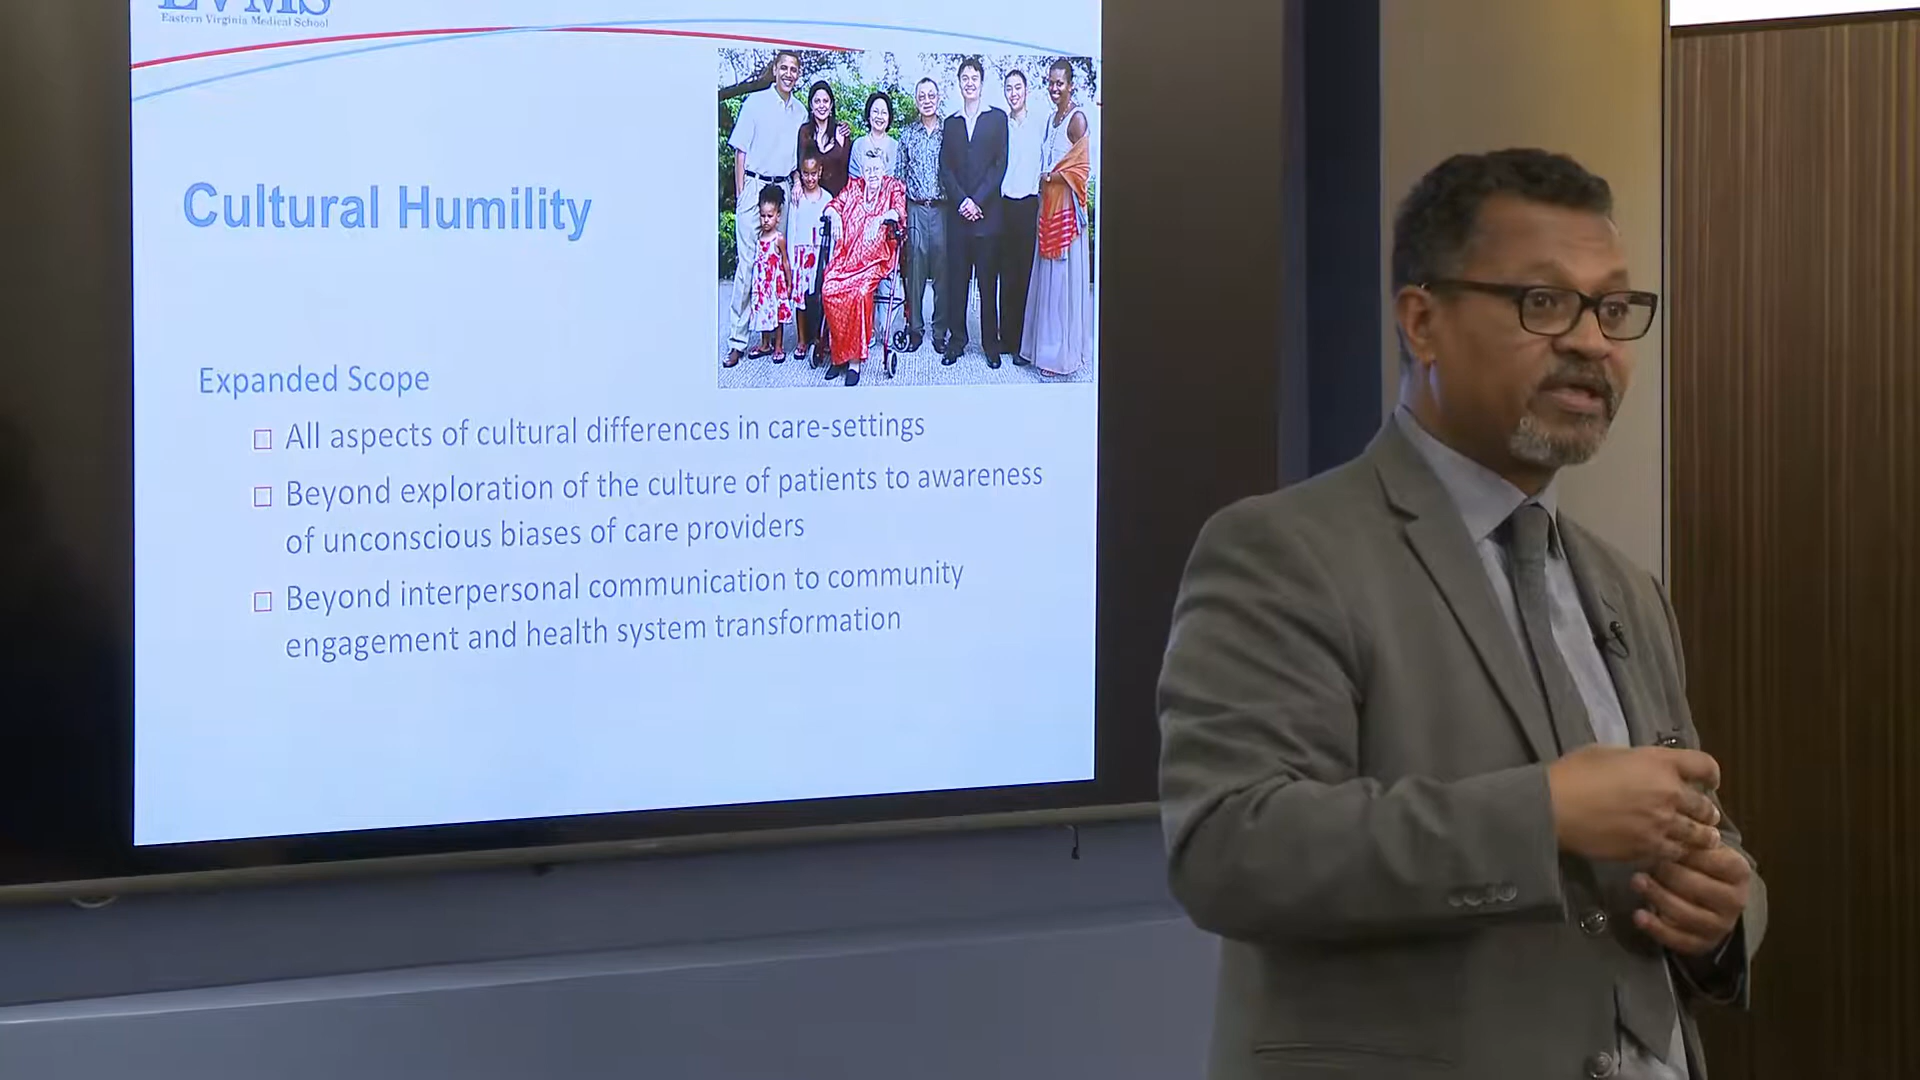 EVMS
Eastern Virginia Medical School
Cultural Humility
Expanded Scope
All aspects of cultural differences in care-settings
Beyond exploration of the culture of patients to awareness
of unconscious biases of care providers
Beyond interpersonal communication to community
engagement and health system transformation